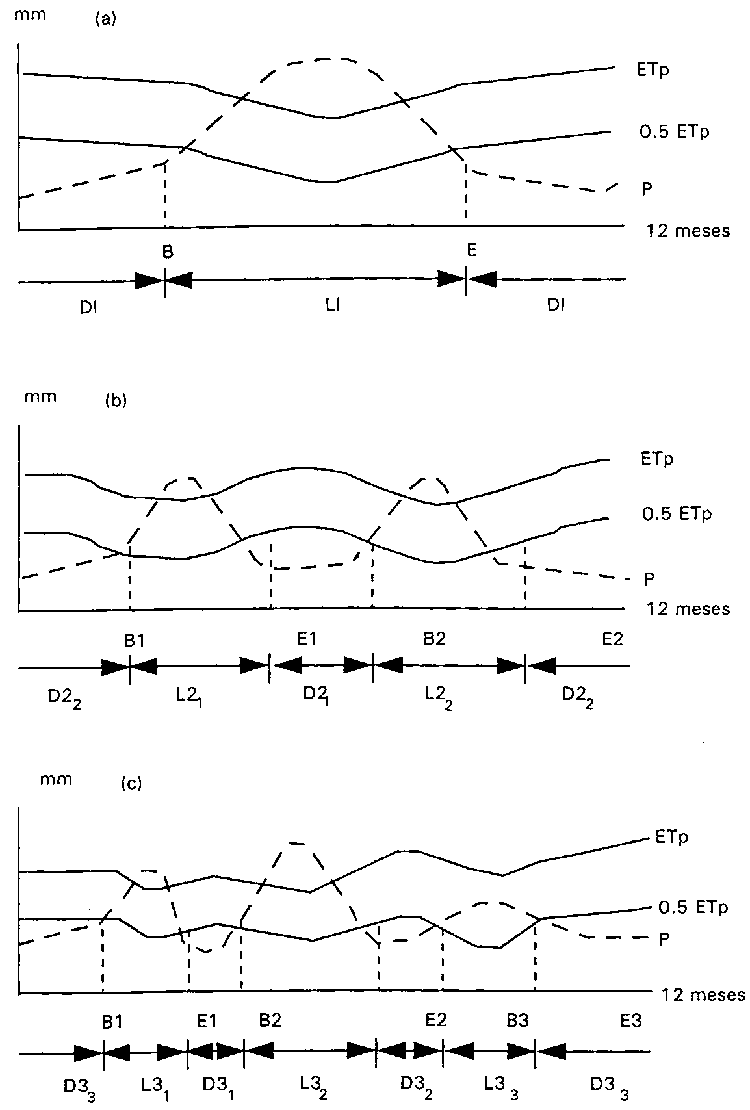 mm (a)
ETp
0.5 ETp
P
12 meses
B E
DI LI DI
mm (b)
ETp
0.5 ETp
P
12 meses
B1 E1 B2 E2
D2₂ L2₁ D2₁ L2₂ D2₂
mm (c)
ETp
0.5 ETp
P
12 meses
B1 E1 B2 E2 B3 E3
D3₃ L3₁ D3₁ L3₂ D3₂ L3₃ D3₃